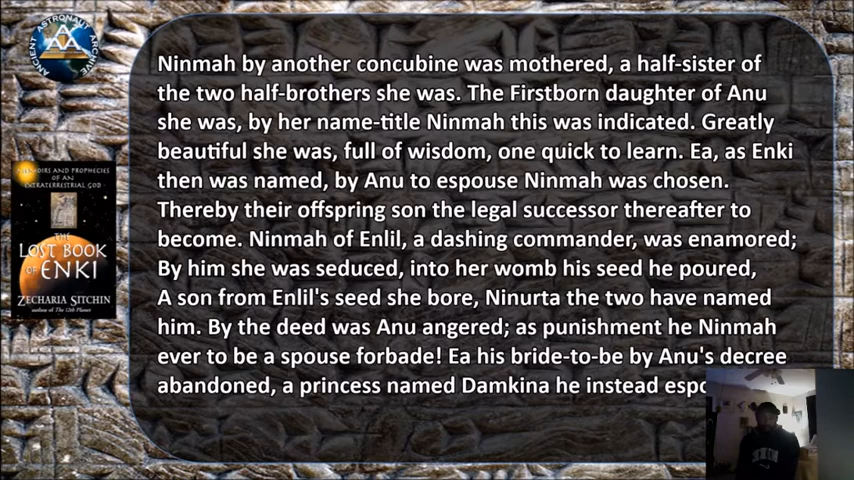 ANCIENT ASTRONAUT ARCHIVE
Ninmah by another concubine was mothered, a half-sister of
the two half-brothers she was. The Firstborn daughter of Anu
she was, by her name-title Ninmah this was indicated. Greatly
beautiful she was, full of wisdom, one quick to learn. Ea, as Enki
then was named, by Anu to espouse Ninmah was chosen.
Thereby their offspring son the legal successor thereafter to
become. Ninmah of Enlil, a dashing commander, was enamored;
By him she was seduced, into her womb his seed he poured,
A son from Enlil's seed she bore, Ninurta the two have named
him. By the deed was Anu angered; as punishment he Ninmah
ever to be a spouse forbade! Ea his bride-to-be by Anu's decree
abandoned, a princess named Damkina he instead espo
MEMOIRS AND PROPHECIES
OF AN
EXTRATERRESTRIAL GOD
THE
LOST BOOK
OF ENKI
ZECHARIA SITCHIN
author of The 12th Planet